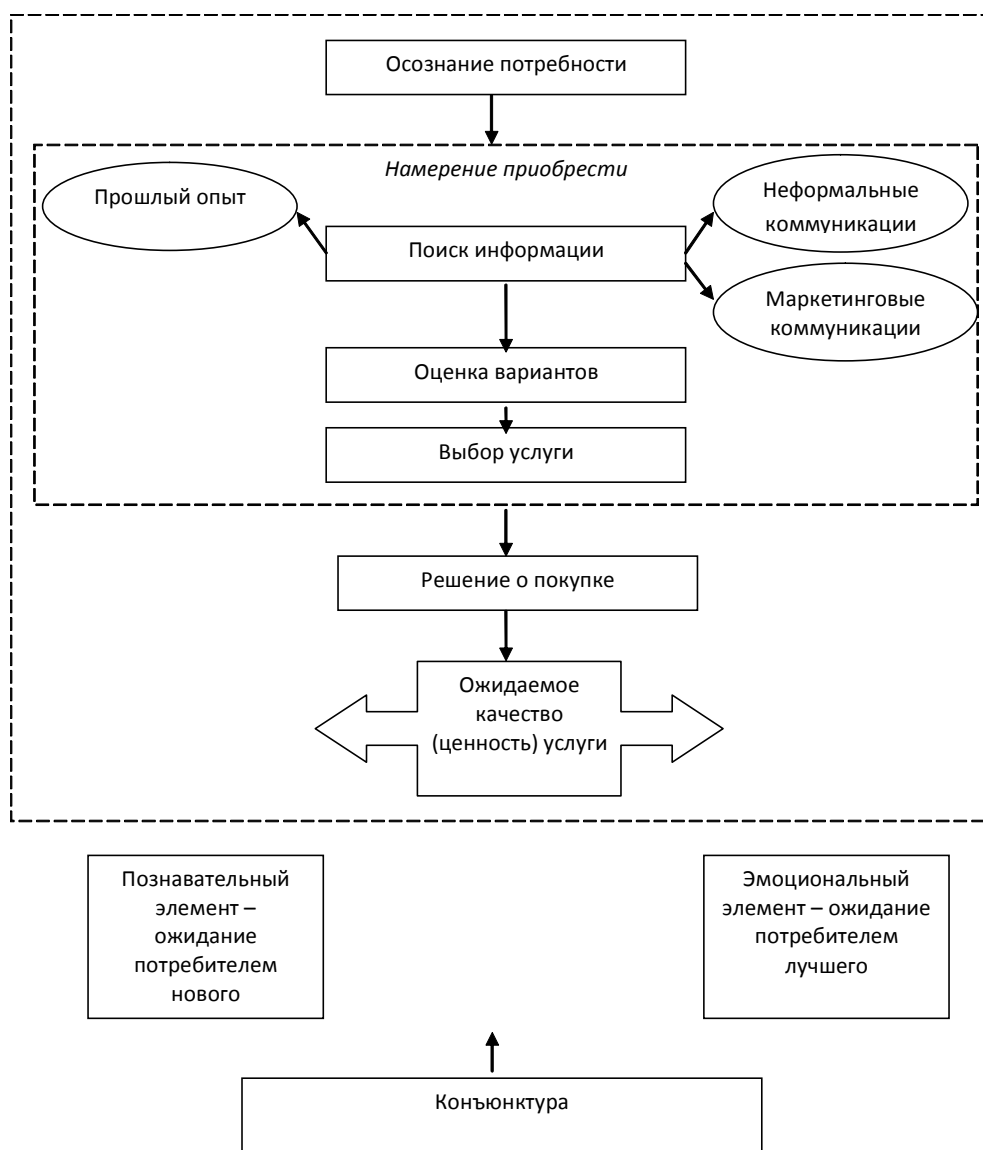 Осознание потребности
Намерение приобрести
Прошлый опыт
Неформальные
коммуникации
Поиск информации
Маркетинговые
коммуникации
Оценка вариантов
Выбор услуги
Решение о покупке
Ожидаемое
качество
(ценность) услуги
Познавательный
элемент –
ожидание
потребителем
нового
Эмоциональный
элемент – ожидание
потребителем
лучшего
Конъюнктура